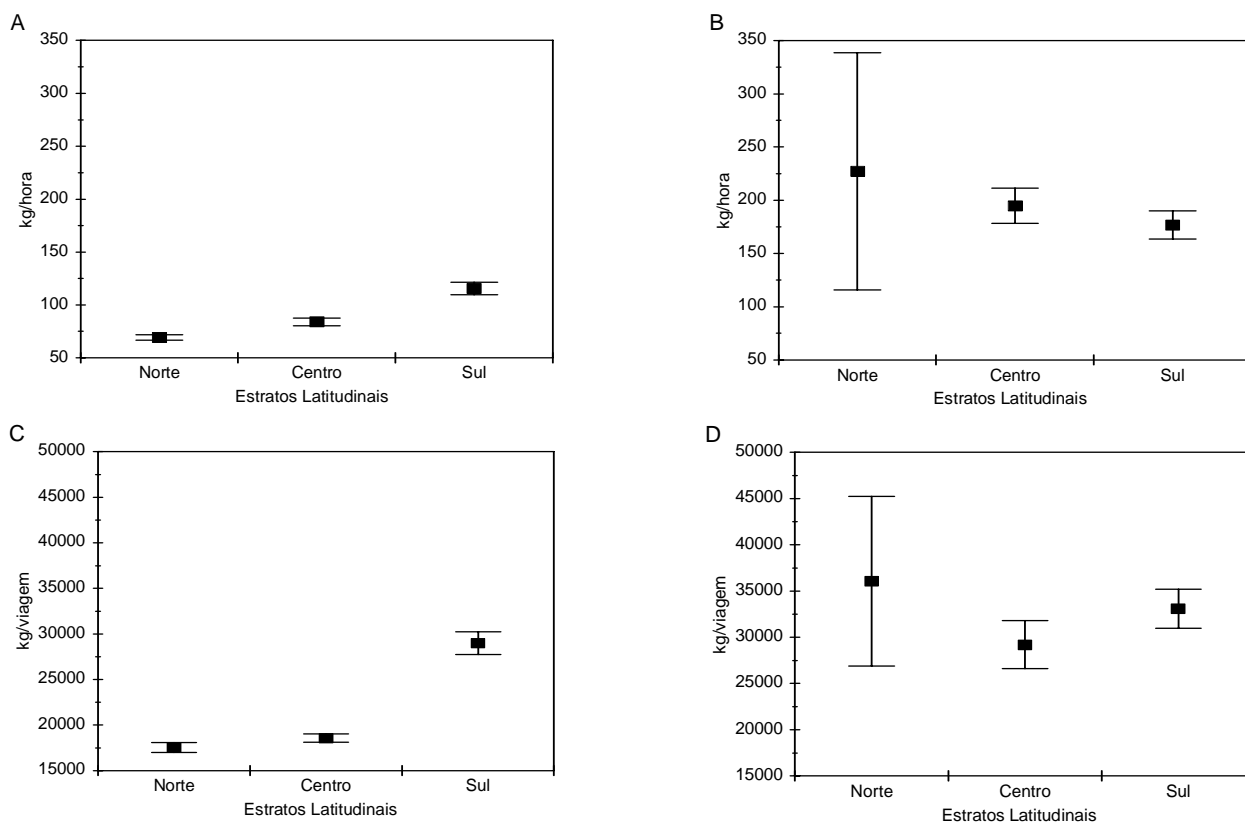 A
350
300
250
200
150
100
50
kg/hora
Norte Centro Sul
Estratos Latitudinais
B
350
300
250
200
150
100
50
kg/hora
Norte Centro Sul
Estratos Latitudinais
C
50000
45000
40000
35000
30000
25000
20000
15000
kg/viagem
Norte Centro Sul
Estratos Latitudinais
D
50000
45000
40000
35000
30000
25000
20000
15000
kg/viagem
Norte Centro Sul
Estratos Latitudinais